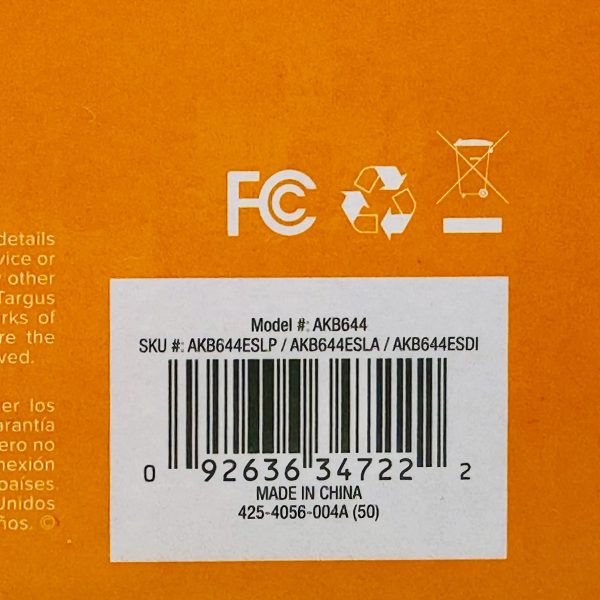 details
vice or
other
Targus
rks of
re the
ved.
er los
arantía
ero no
nexión
países
Unidos
ños. ©
FC
Model #: AKB644
SKU #: AKB644ESLP / AKB644ESLA / AKB644ESDI
0 92636 34722 2
MADE IN CHINA
425-4056-004A (50)